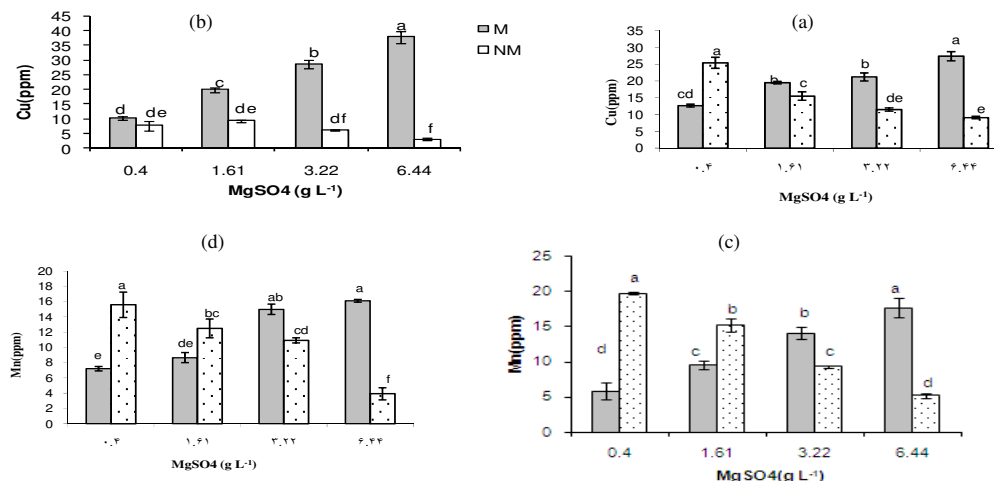 (b)
M
NM
Cu(ppm)
45
40
35
30
25
20
15
10
5
0
d
de
c
de
b
df
a
f
0.4 1.61 3.22 6.44
MgSO4 (g L-1)
(a)
Cu(ppm)
35
30
25
20
15
10
5
0
cd
a
b
c
b
de
a
e
۰.۴ ۱.۶۱ ۳.۲۲ ۶.۴۴
MgSO4 (g L-1)
(d)
Mn(ppm)
20
18
16
14
12
10
8
6
4
2
0
e
a
de
bc
ab
cd
a
f
۰.۴ ۱.۶۱ ۳.۲۲ ۶.۴۴
MgSO4 (g L-1)
(c)
Mn(ppm)
25
20
15
10
5
0
d
a
c
b
b
c
a
d
0.4 1.61 3.22 6.44
MgSO4(g L-1)